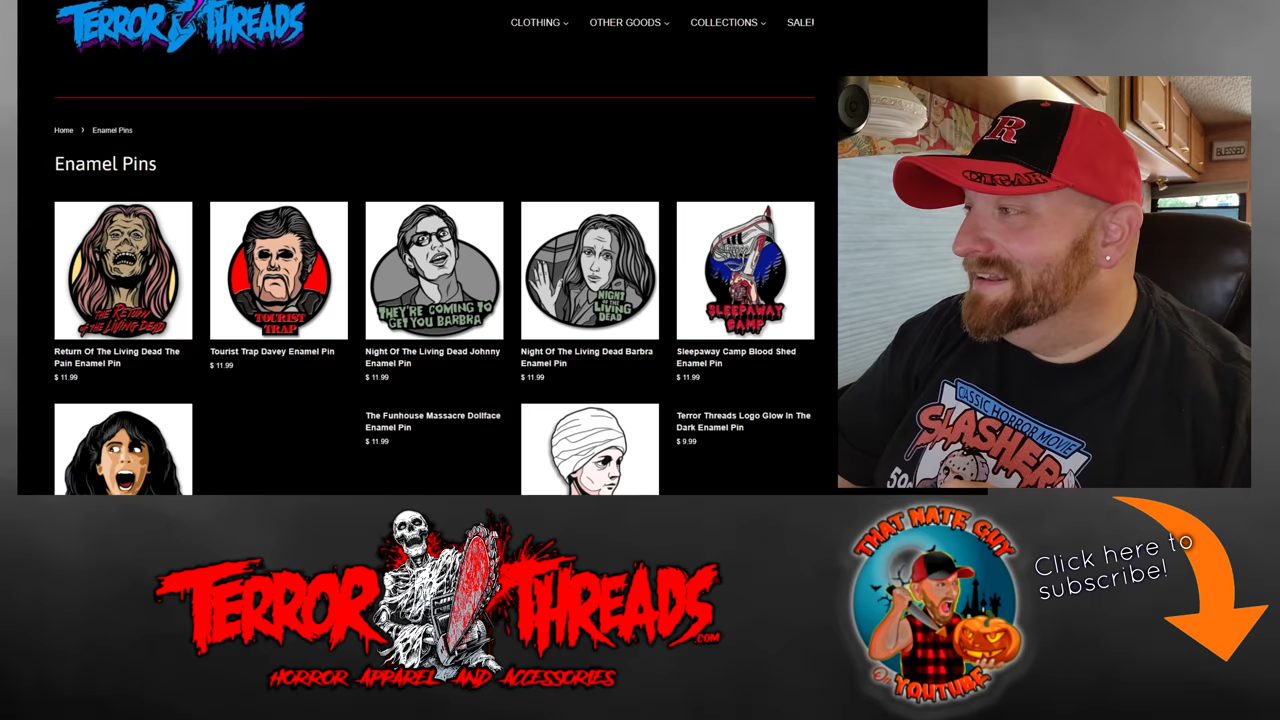 TERROR THREADS
CLOTHING
OTHER GOODS
COLLECTIONS
SALE!
Home › Enamel Pins
Enamel Pins
THE RETURN
OF THE LIVING DEAD
TOURIST
TRAP
THEY'RE COMING TO
GET YOU BARBRA
NIGHT
OF THE
LIVING
DEAD
SLEEPAWAY
CAMP
Return Of The Living Dead The
Pain Enamel Pin
$ 11.99
Tourist Trap Davey Enamel Pin
$ 11.99
Night Of The Living Dead Johnny
Enamel Pin
$ 11.99
Night Of The Living Dead Barbra
Enamel Pin
$ 11.99
Sleepaway Camp Blood Shed
Enamel Pin
$ 11.99
The Funhouse Massacre Dollface
Enamel Pin
$ 11.99
Terror Threads Logo Glow In The
Dark Enamel Pin
$ 9.99
R
CIGAR
BLESSED
CLASSIC HORROR MOVIE
SLASHER
TERROR THREADS
.COM
HORROR APPAREL AND ACCESSORIES
THAT NATE GUY
On YOUTUBE
Click here to
subscribe!